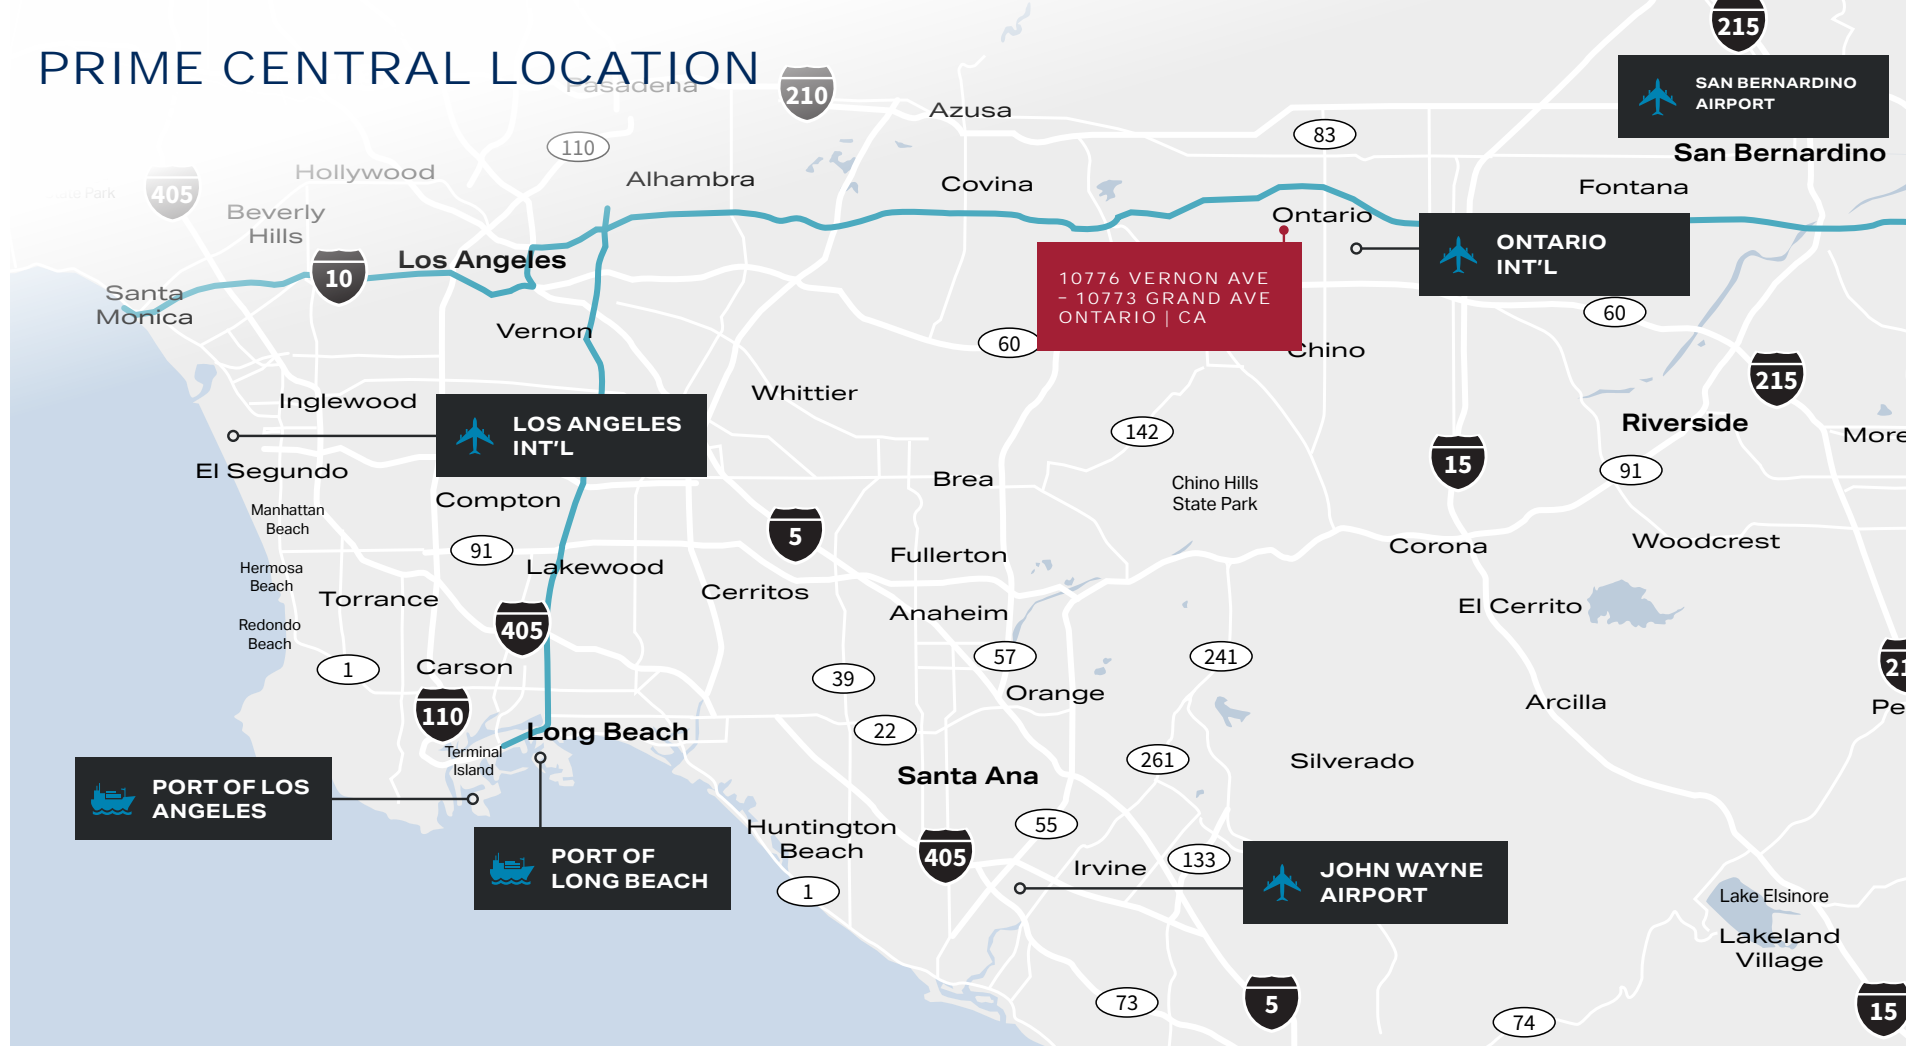 PRIME CENTRAL LOCATION
Pasadena
210
215
SAN BERNARDINO
AIRPORT
Azusa
110
83
San Bernardino
Hollywood
Alhambra
Covina
Fontana
405
Beverly
Hills
Ontario
Los Angeles
10
ONTARIO
INT'L
10776 VERNON AVE
– 10773 GRAND AVE
ONTARIO | CA
Santa
Monica
Vernon
60
60
Chino
215
Whittier
Inglewood
LOS ANGELES
INT'L
142
Riverside
More
El Segundo
Brea
Chino Hills
State Park
15
91
Compton
Manhattan
Beach
5
91
Fullerton
Corona
Woodcrest
Lakewood
Hermosa
Beach
Cerritos
Torrance
Anaheim
El Cerrito
405
Redondo
Beach
1
Carson
39
57
241
21
Orange
Arcilla
Pe
110
22
Long Beach
Terminal
Island
261
Silverado
Santa Ana
PORT OF LOS
ANGELES
Huntington
Beach
55
405
PORT OF
LONG BEACH
Irvine
133
JOHN WAYNE
AIRPORT
1
Lake Elsinore
Lakeland
Village
73
5
74
15